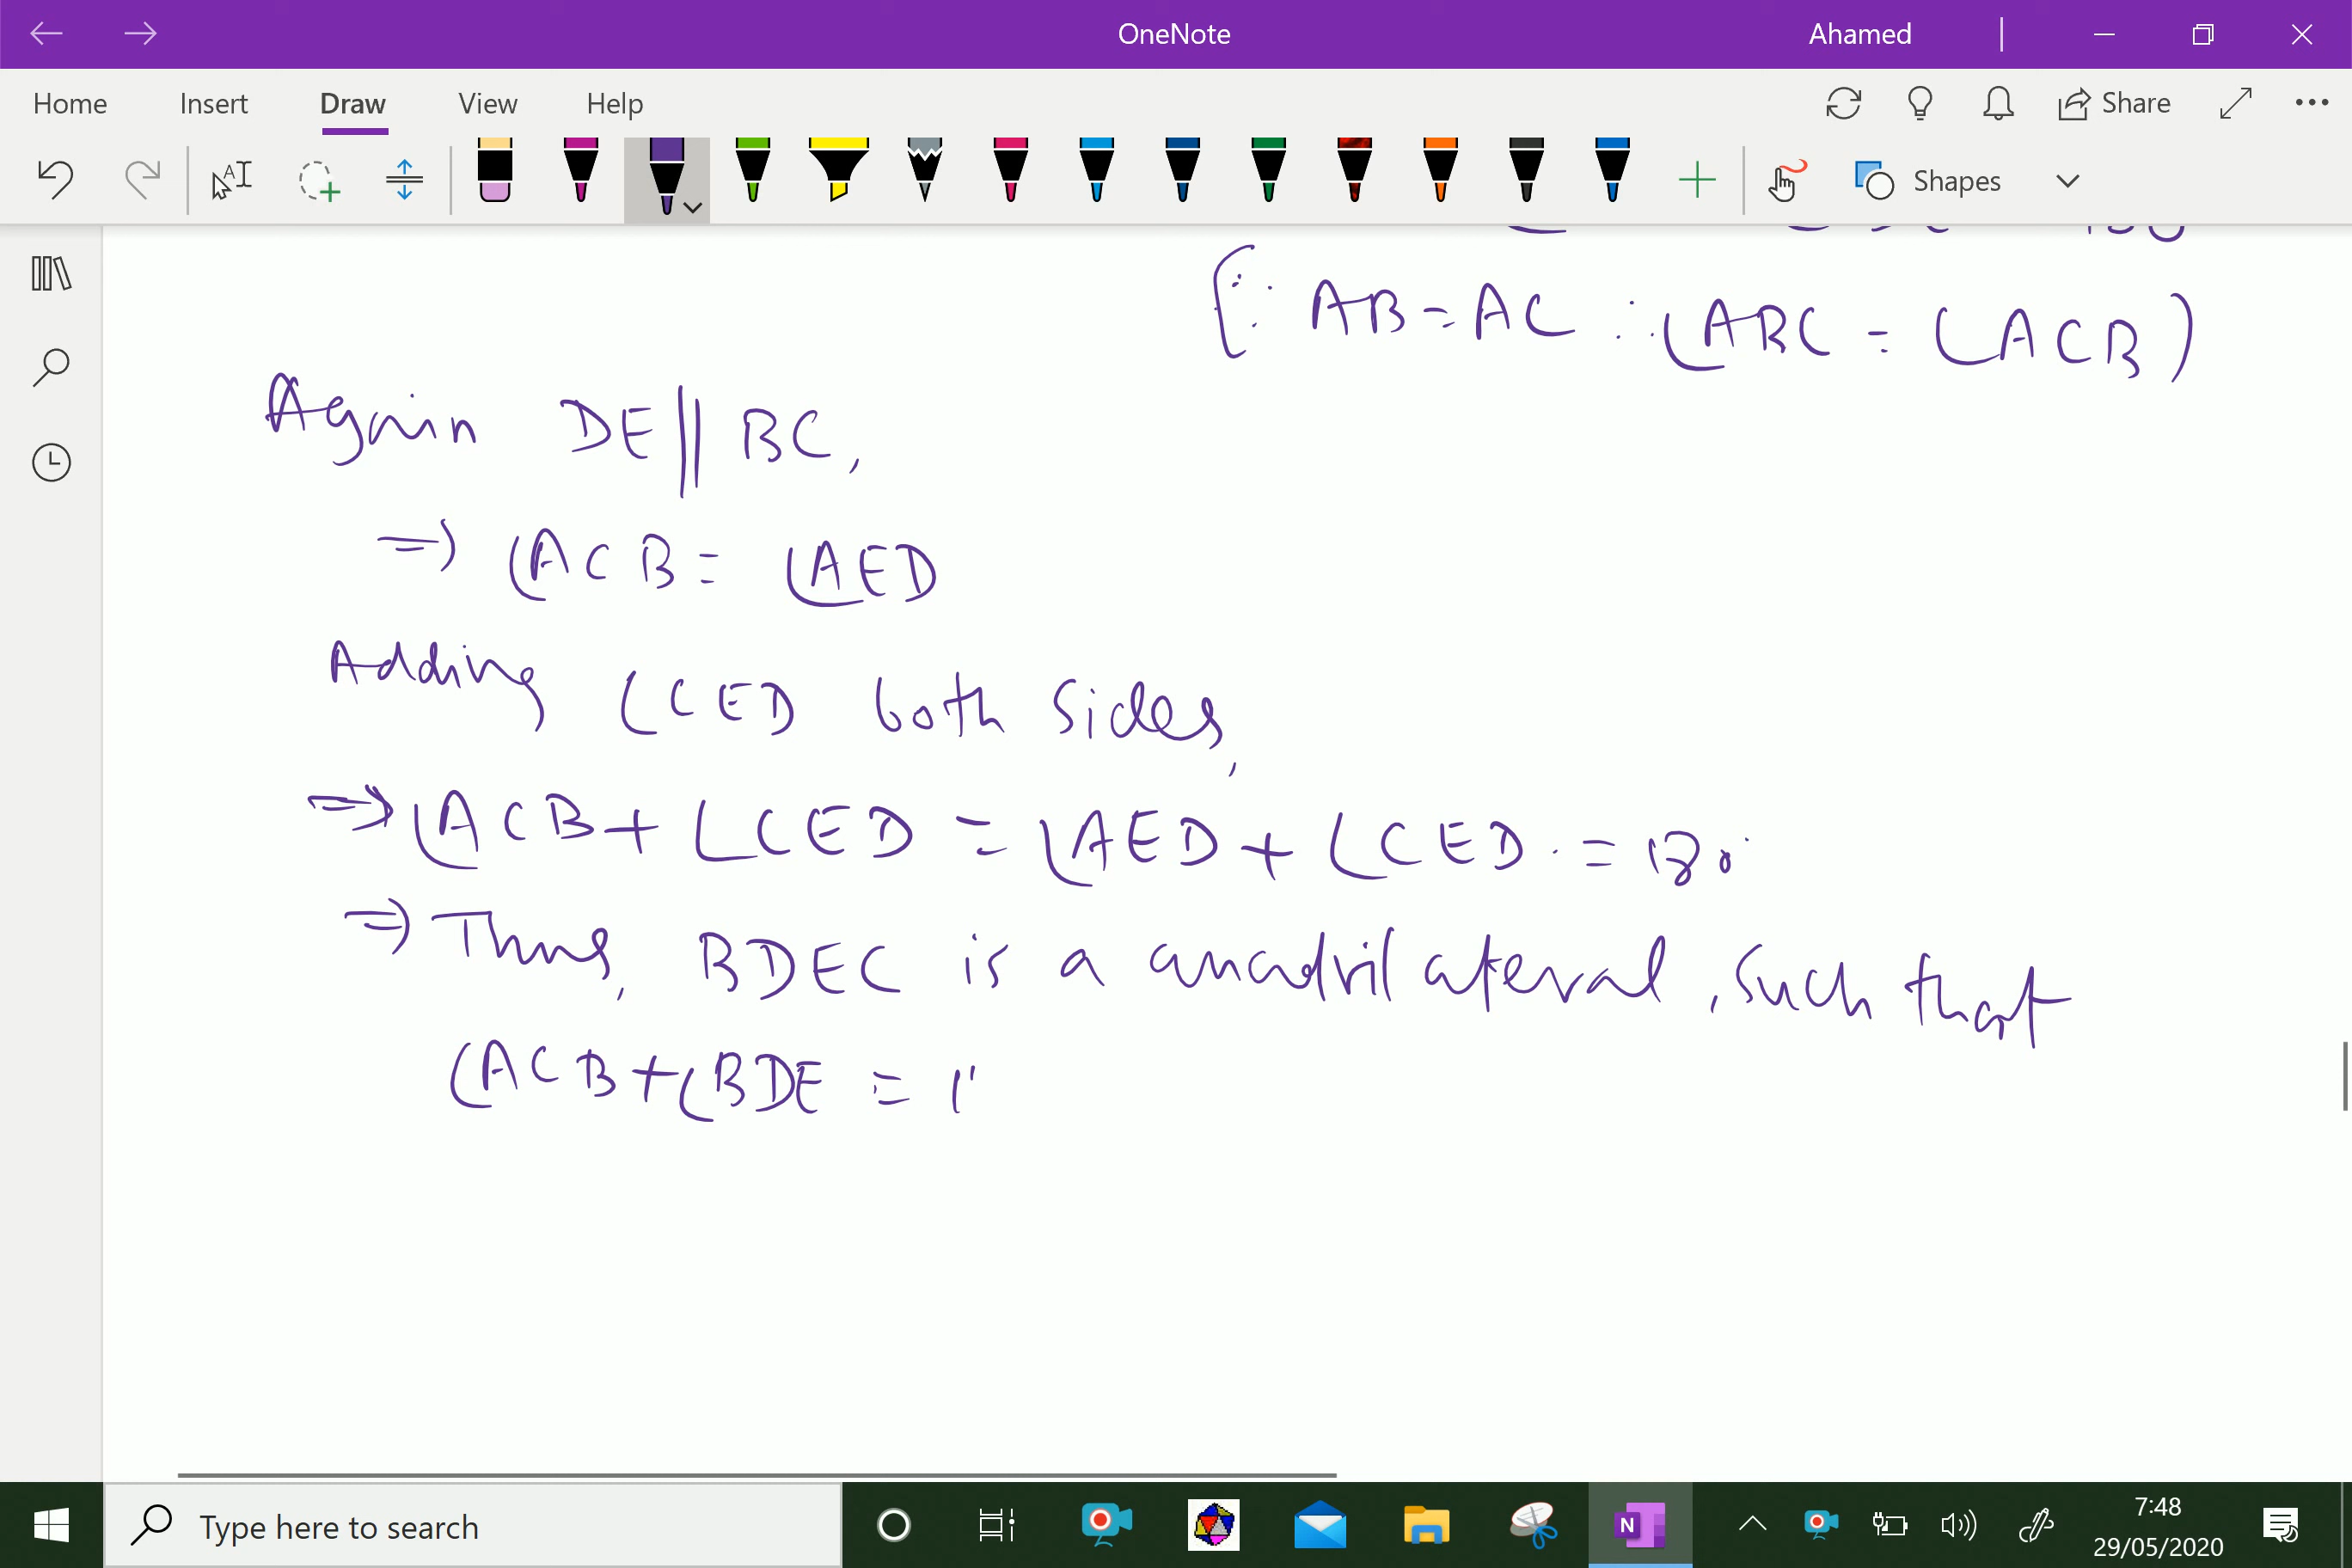 OneNote
Ahamed
Home Insert Draw View Help
Share
Shapes
[∵ AB = AC ∴ ∠ABC = ∠ACB)
Again DE || BC,
⇒ ∠ACB = ∠AED
Adding ∠CED both sides,
⇒ ∠ACB + ∠CED = ∠AED + ∠CED. = 180
⇒ Thus, BDEC is a quadrilateral, such that
∠ACB + ∠BDE = 1
Type here to search
7:48
29/05/2020